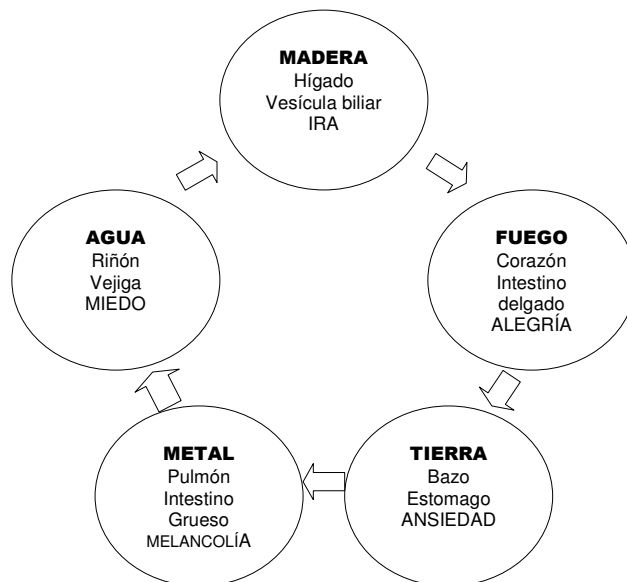 MADERA
Hígado
Vesícula biliar
IRA
FUEGO
Corazón
Intestino
delgado
ALEGRÍA
TIERRA
Bazo
Estomago
ANSIEDAD
METAL
Pulmón
Intestino
Grueso
MELANCOLÍA
AGUA
Riñón
Vejiga
MIEDO